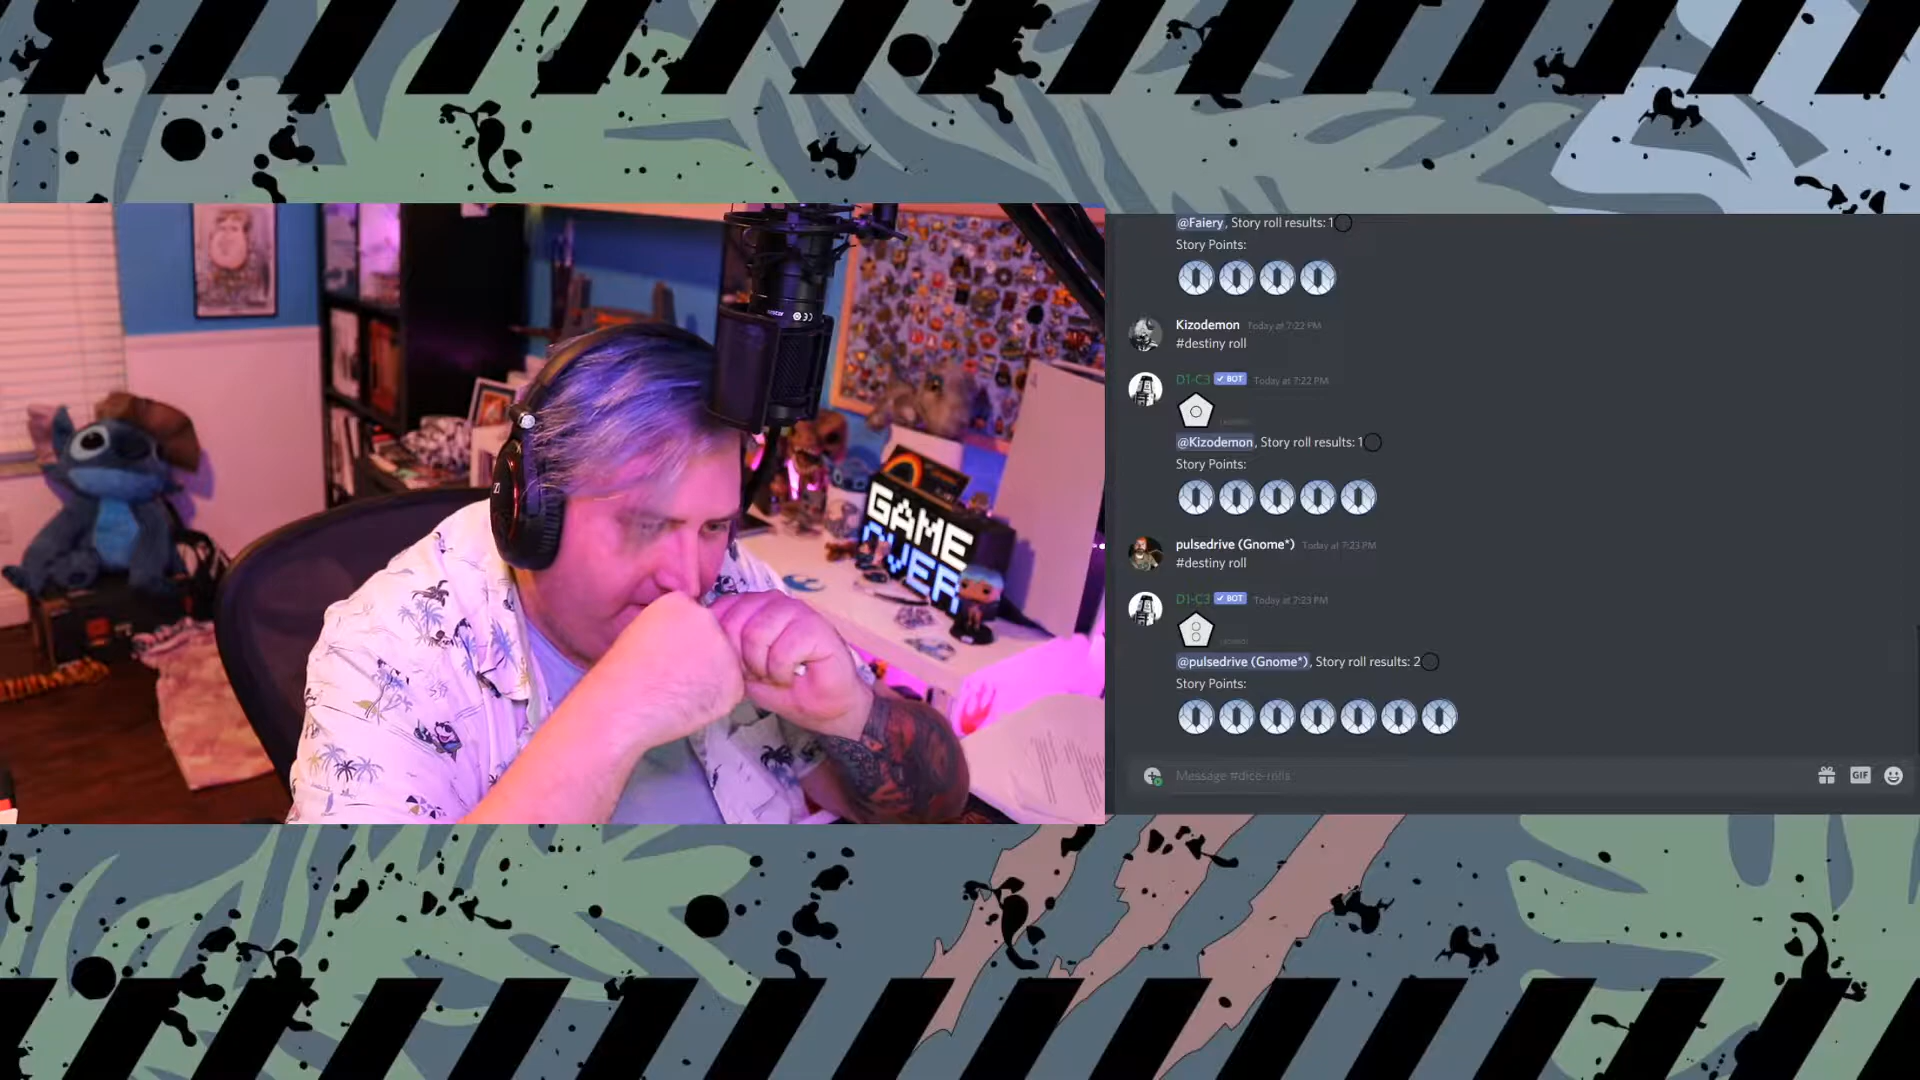 GAME
OVER
@Faiery, Story roll results: 1
Story Points:
Kizodemon Today at 7:22 PM
#destiny roll
D1-C3 ✓ BOT Today at 7:22 PM
@Kizodemon, Story roll results: 1
Story Points:
pulsedrive (Gnome*) Today at 7:23 PM
#destiny roll
D1-C3 ✓ BOT Today at 7:23 PM
@pulsedrive (Gnome*), Story roll results: 2
Story Points:
Message #dice-rolls
GIF